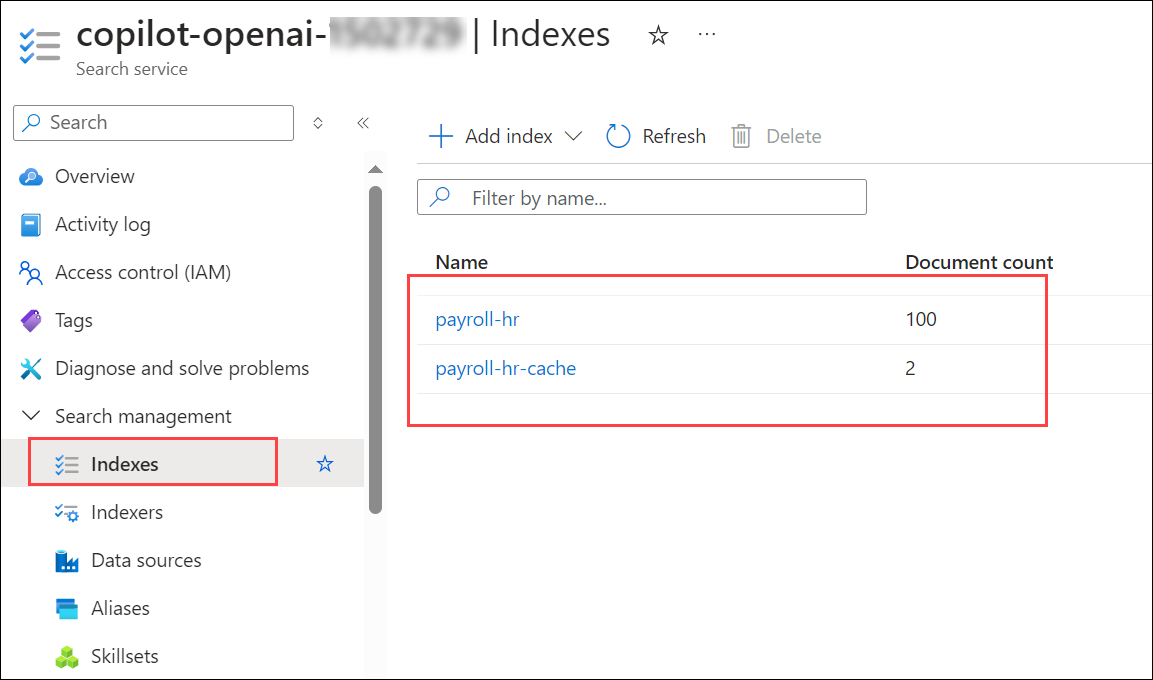 copilot-openai- | Indexes
Search service
Search
Add index
Refresh
Delete
Overview
Activity log
Access control (IAM)
Tags
Diagnose and solve problems
Search management
Indexes
Indexers
Data sources
Aliases
Skillsets
Filter by name...
Name Document count
payroll-hr 100
payroll-hr-cache 2